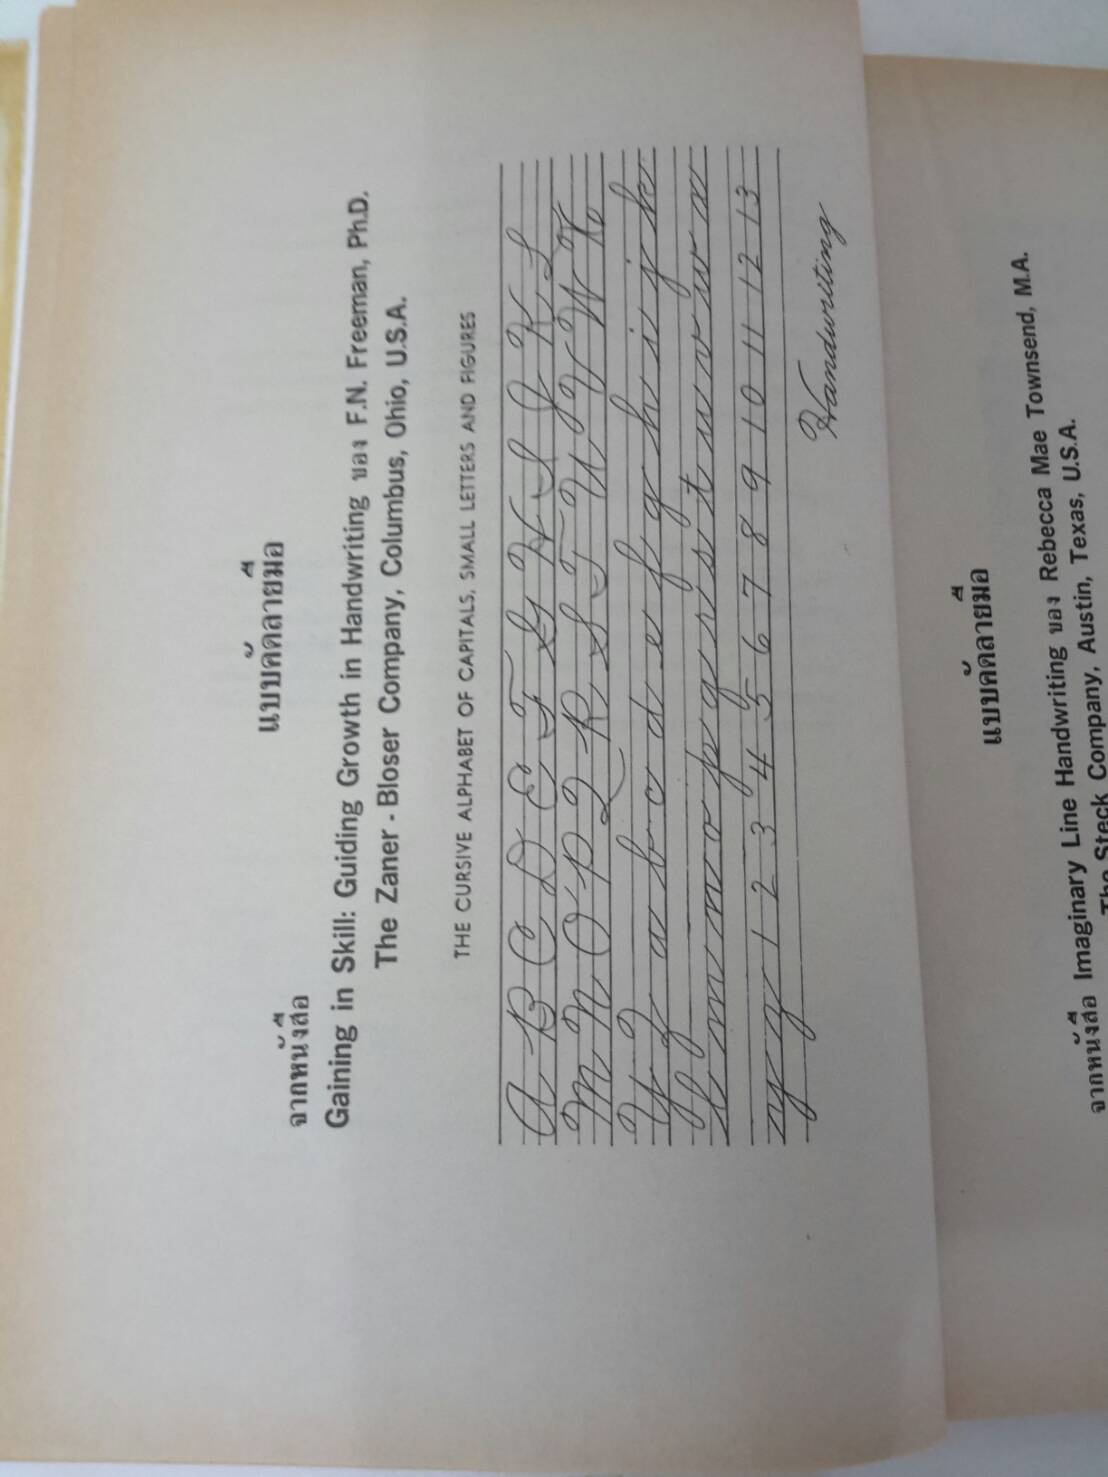 แบบคัดลายมือ
จากหนังสือ
Gaining in Skill: Guiding Growth in Handwriting ของ F.N. Freeman, Ph.D.
The Zaner - Bloser Company, Columbus, Ohio, U.S.A.
THE CURSIVE ALPHABET OF CAPITALS, SMALL LETTERS AND FIGURES
A B C D E F G H I J K L
M N O P Q R S T U V W X
Y Z a b c d e f g h i j k
l m n o p q r s t u v w x
y z 1 2 3 4 5 6 7 8 9 10 11 12 13
Handwriting
แบบคัดลายมือ
จากหนังสือ Imaginary Line Handwriting ของ Rebecca Mae Townsend, M.A.
The Steck Company, Austin, Texas, U.S.A.